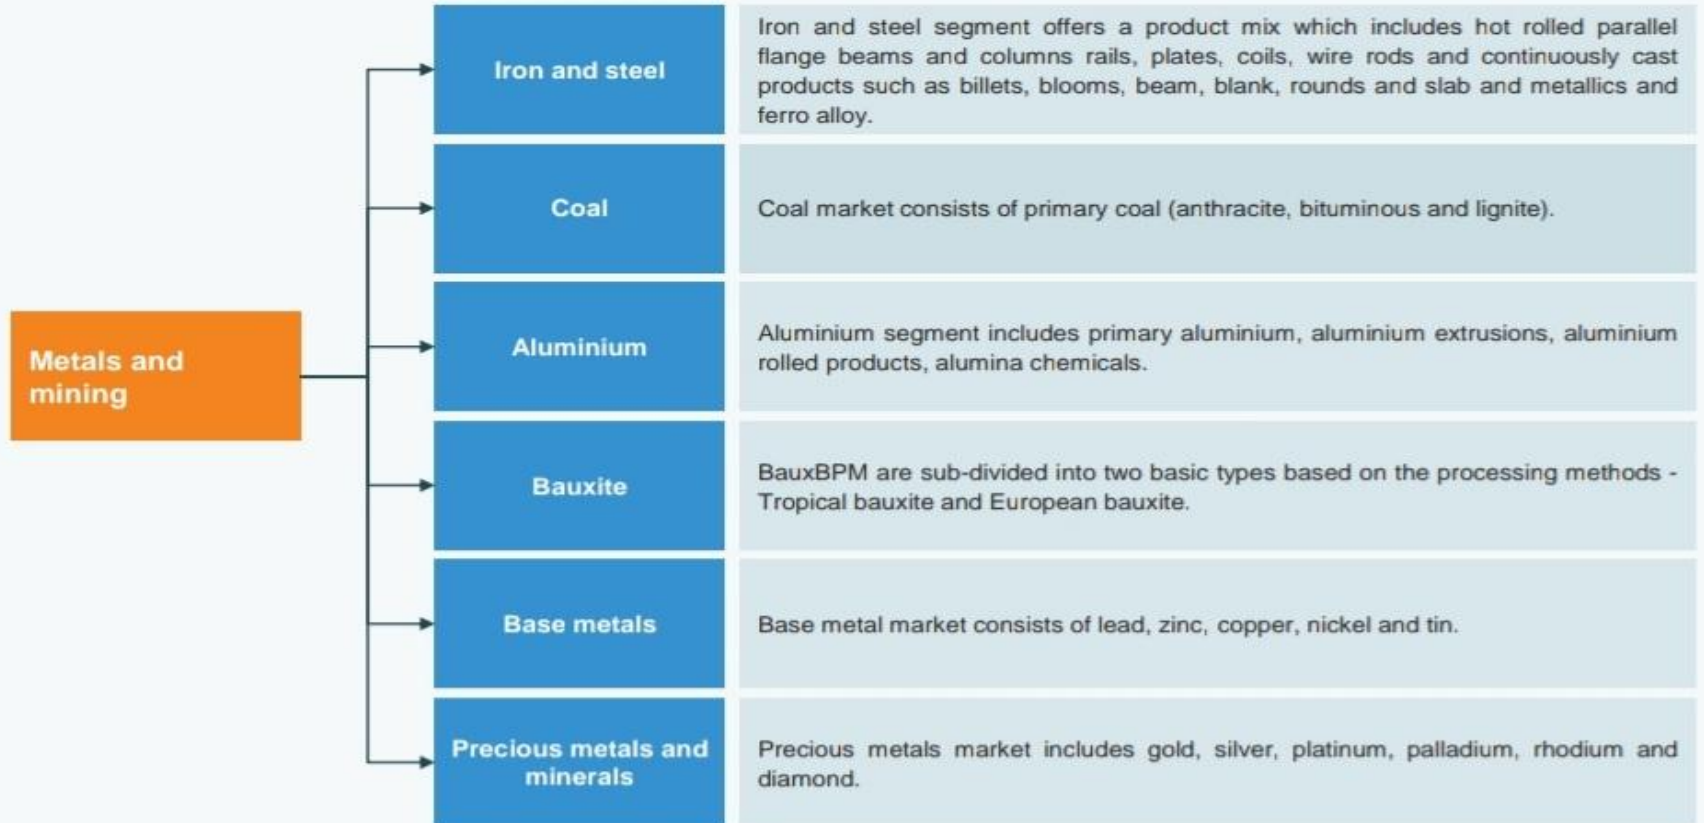 Metals and
mining
Iron and steel
Iron and steel segment offers a product mix which includes hot rolled parallel
flange beams and columns rails, plates, coils, wire rods and continuously cast
products such as billets, blooms, beam, blank, rounds and slab and metallics and
ferro alloy.
Coal
Coal market consists of primary coal (anthracite, bituminous and lignite).
Aluminium
Aluminium segment includes primary aluminium, aluminium extrusions, aluminium
rolled products, alumina chemicals.
Bauxite
BauxBPM are sub-divided into two basic types based on the processing methods -
Tropical bauxite and European bauxite.
Base metals
Base metal market consists of lead, zinc, copper, nickel and tin.
Precious metals and
minerals
Precious metals market includes gold, silver, platinum, palladium, rhodium and
diamond.